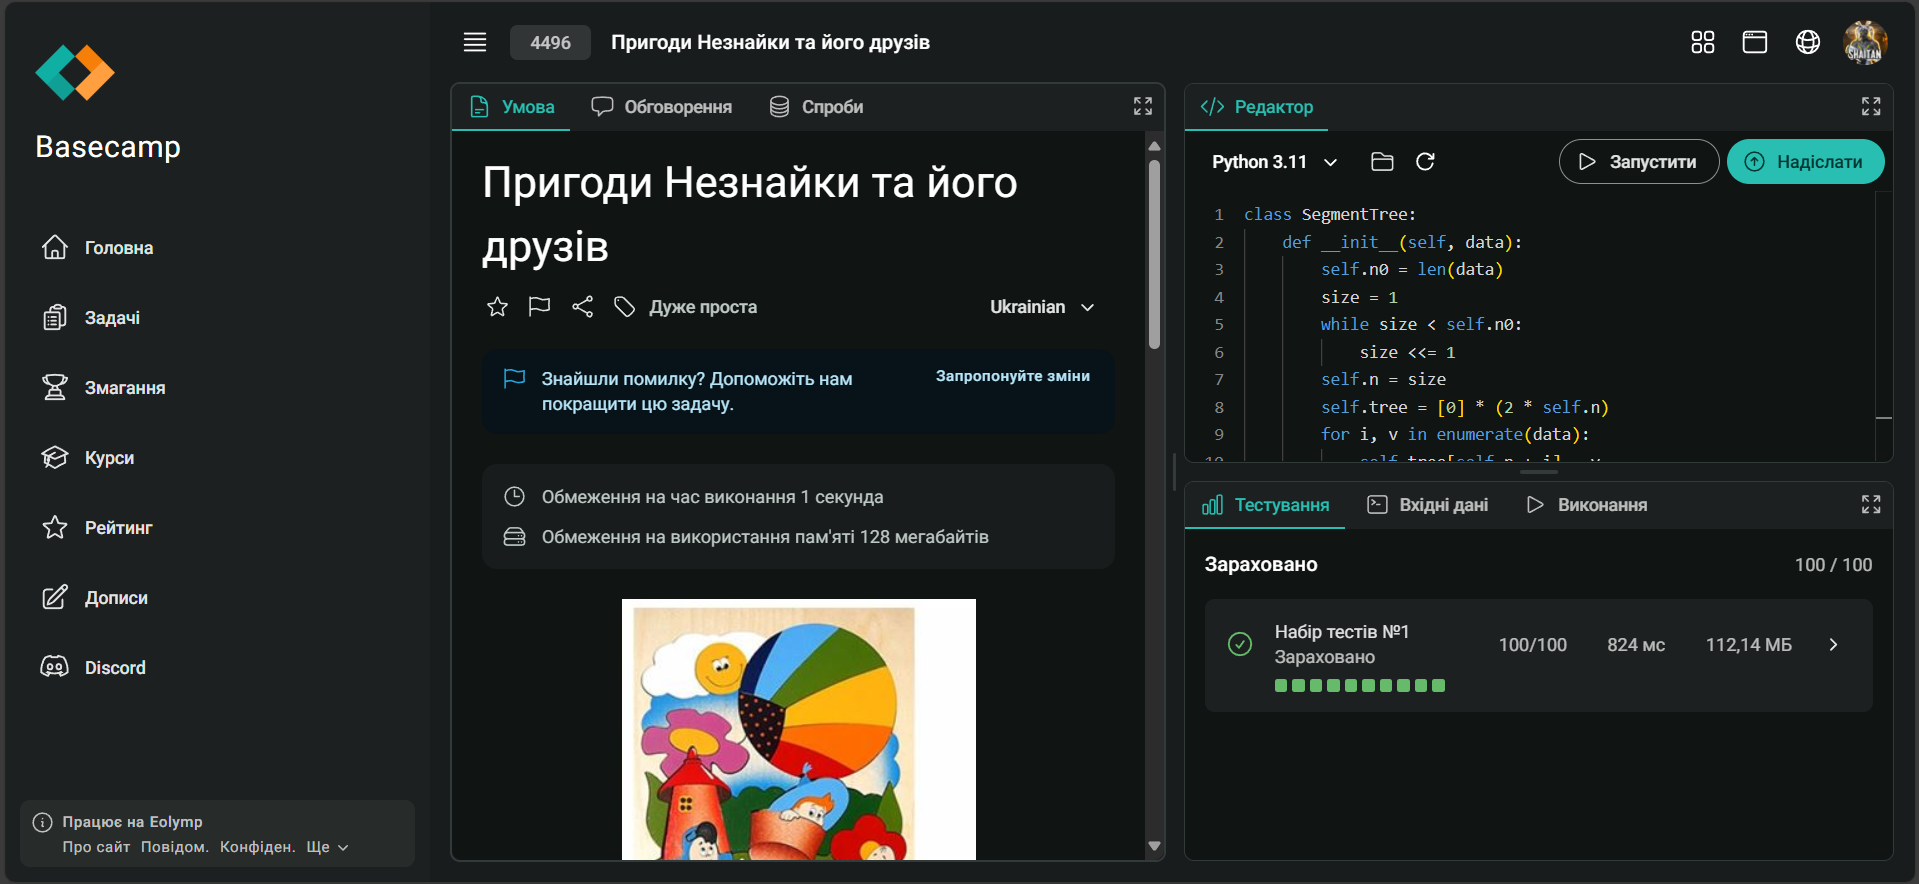 Basecamp
Головна
Задачі
Змагання
Курси
Рейтинг
Дописи
Discord
Працює на Eolymp
Про сайт Повідом. Конфіден. Ще
4496 Пригоди Незнайки та його друзів
Умова Обговорення Спроби
Пригоди Незнайки та його
друзів
Дуже проста Ukrainian
Знайшли помилку? Допоможіть нам
покращити цю задачу.
Запропонуйте зміни
Обмеження на час виконання 1 секунда
Обмеження на використання пам'яті 128 мегабайтів
SHAITAN
Редактор
Python 3.11 Запустити Надіслати
1 class SegmentTree:
2 def __init__(self, data):
3 self.n0 = len(data)
4 size = 1
5 while size < self.n0:
6 size <<= 1
7 self.n = size
8 self.tree = [0] * (2 * self.n)
9 for i, v in enumerate(data):
10 self.tree[self.n + i] = v
Тестування Вхідні дані Виконання
Зараховано 100 / 100
Набір тестів №1
Зараховано
100/100 824 мс 112,14 МБ